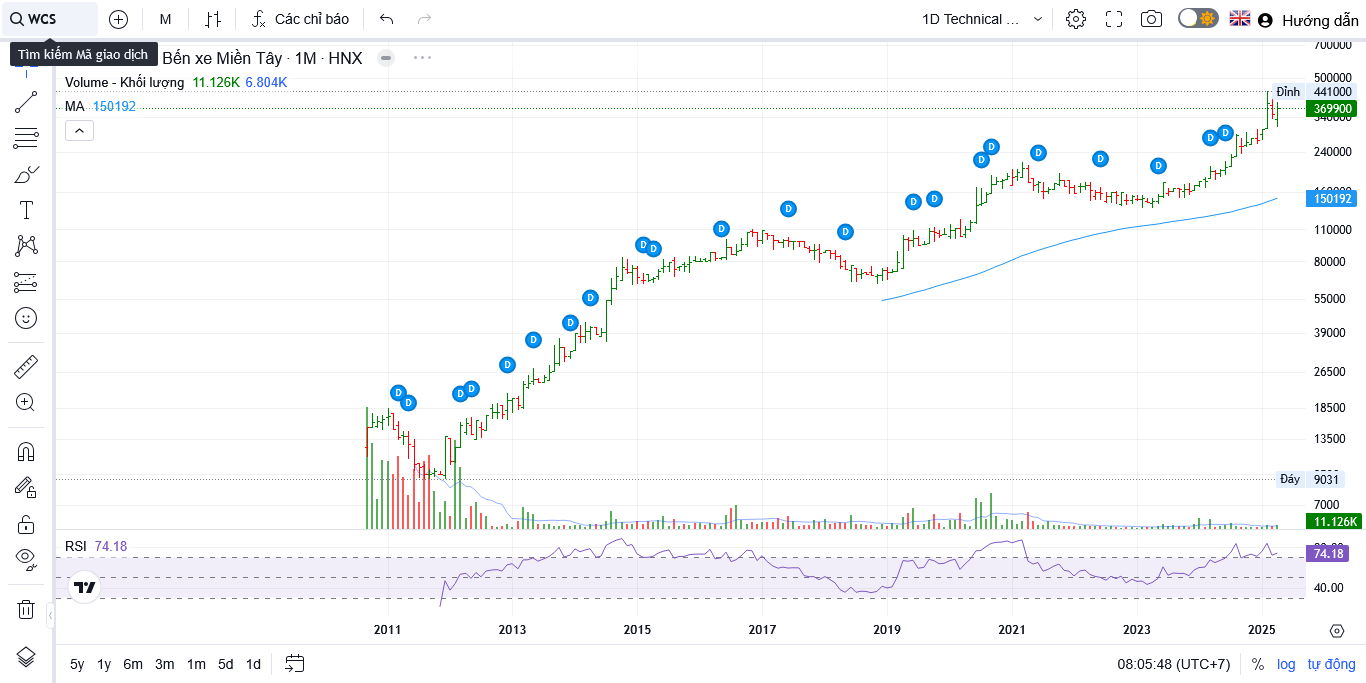 WCS
M
Các chỉ báo
1D Technical ...
Hướng dẫn
Tìm kiếm Mã giao dịch
Bến xe Miền Tây · 1M · HNX
Volume - Khối lượng 11.126K 6.804K
MA 150192
700000
500000
Đỉnh 441000
369900
340000
240000
150192
110000
80000
55000
39000
26500
18500
13500
Đáy 9031
7000
11.126K
D D D D D D D D D D D D D D D D D D D D D D D
RSI 74.18
74.18
40.00
2011 2013 2015 2017 2019 2021 2023 2025
5y 1y 6m 3m 1m 5d 1d
08:05:48 (UTC+7) % log tự động